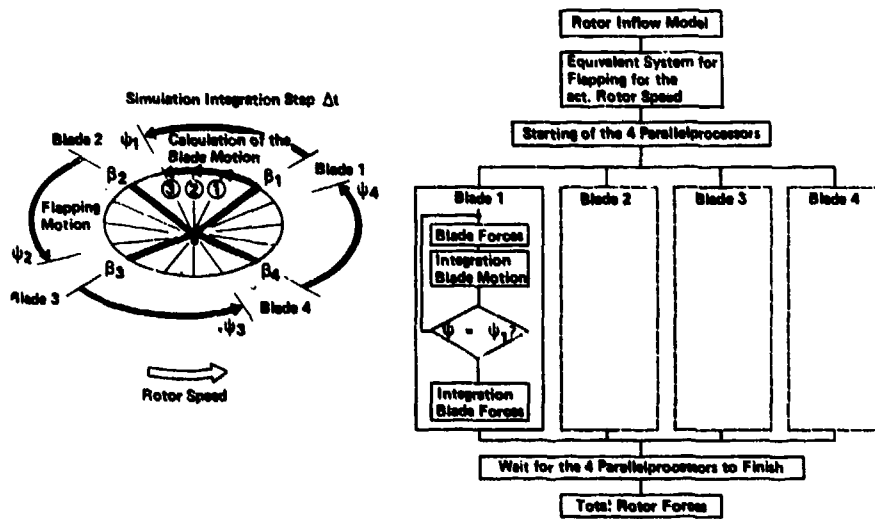 Simulation Integration Step Δt
Blade 2
ψ1
Calculation of the
Blade Motion
Blade 1
ψ4
β2
β1
③ ② ①
Flapping
Motion
ψ2
β3
β4
Blade 3
Blade 4
ψ3
Rotor Speed
Rotor Inflow Model
Equivalent System for
Flapping for the
act. Rotor Speed
Starting of the 4 Parallelprocessors
Blade 1
Blade 2
Blade 3
Blade 4
Blade Forces
Integration
Blade Motion
ψ = ψ1?
Integration
Blade Forces
Wait for the 4 Parallelprocessors to Finish
Total Rotor Forces